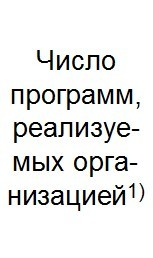 Число
программ,
реализуе-
мых орга-
низацией1)